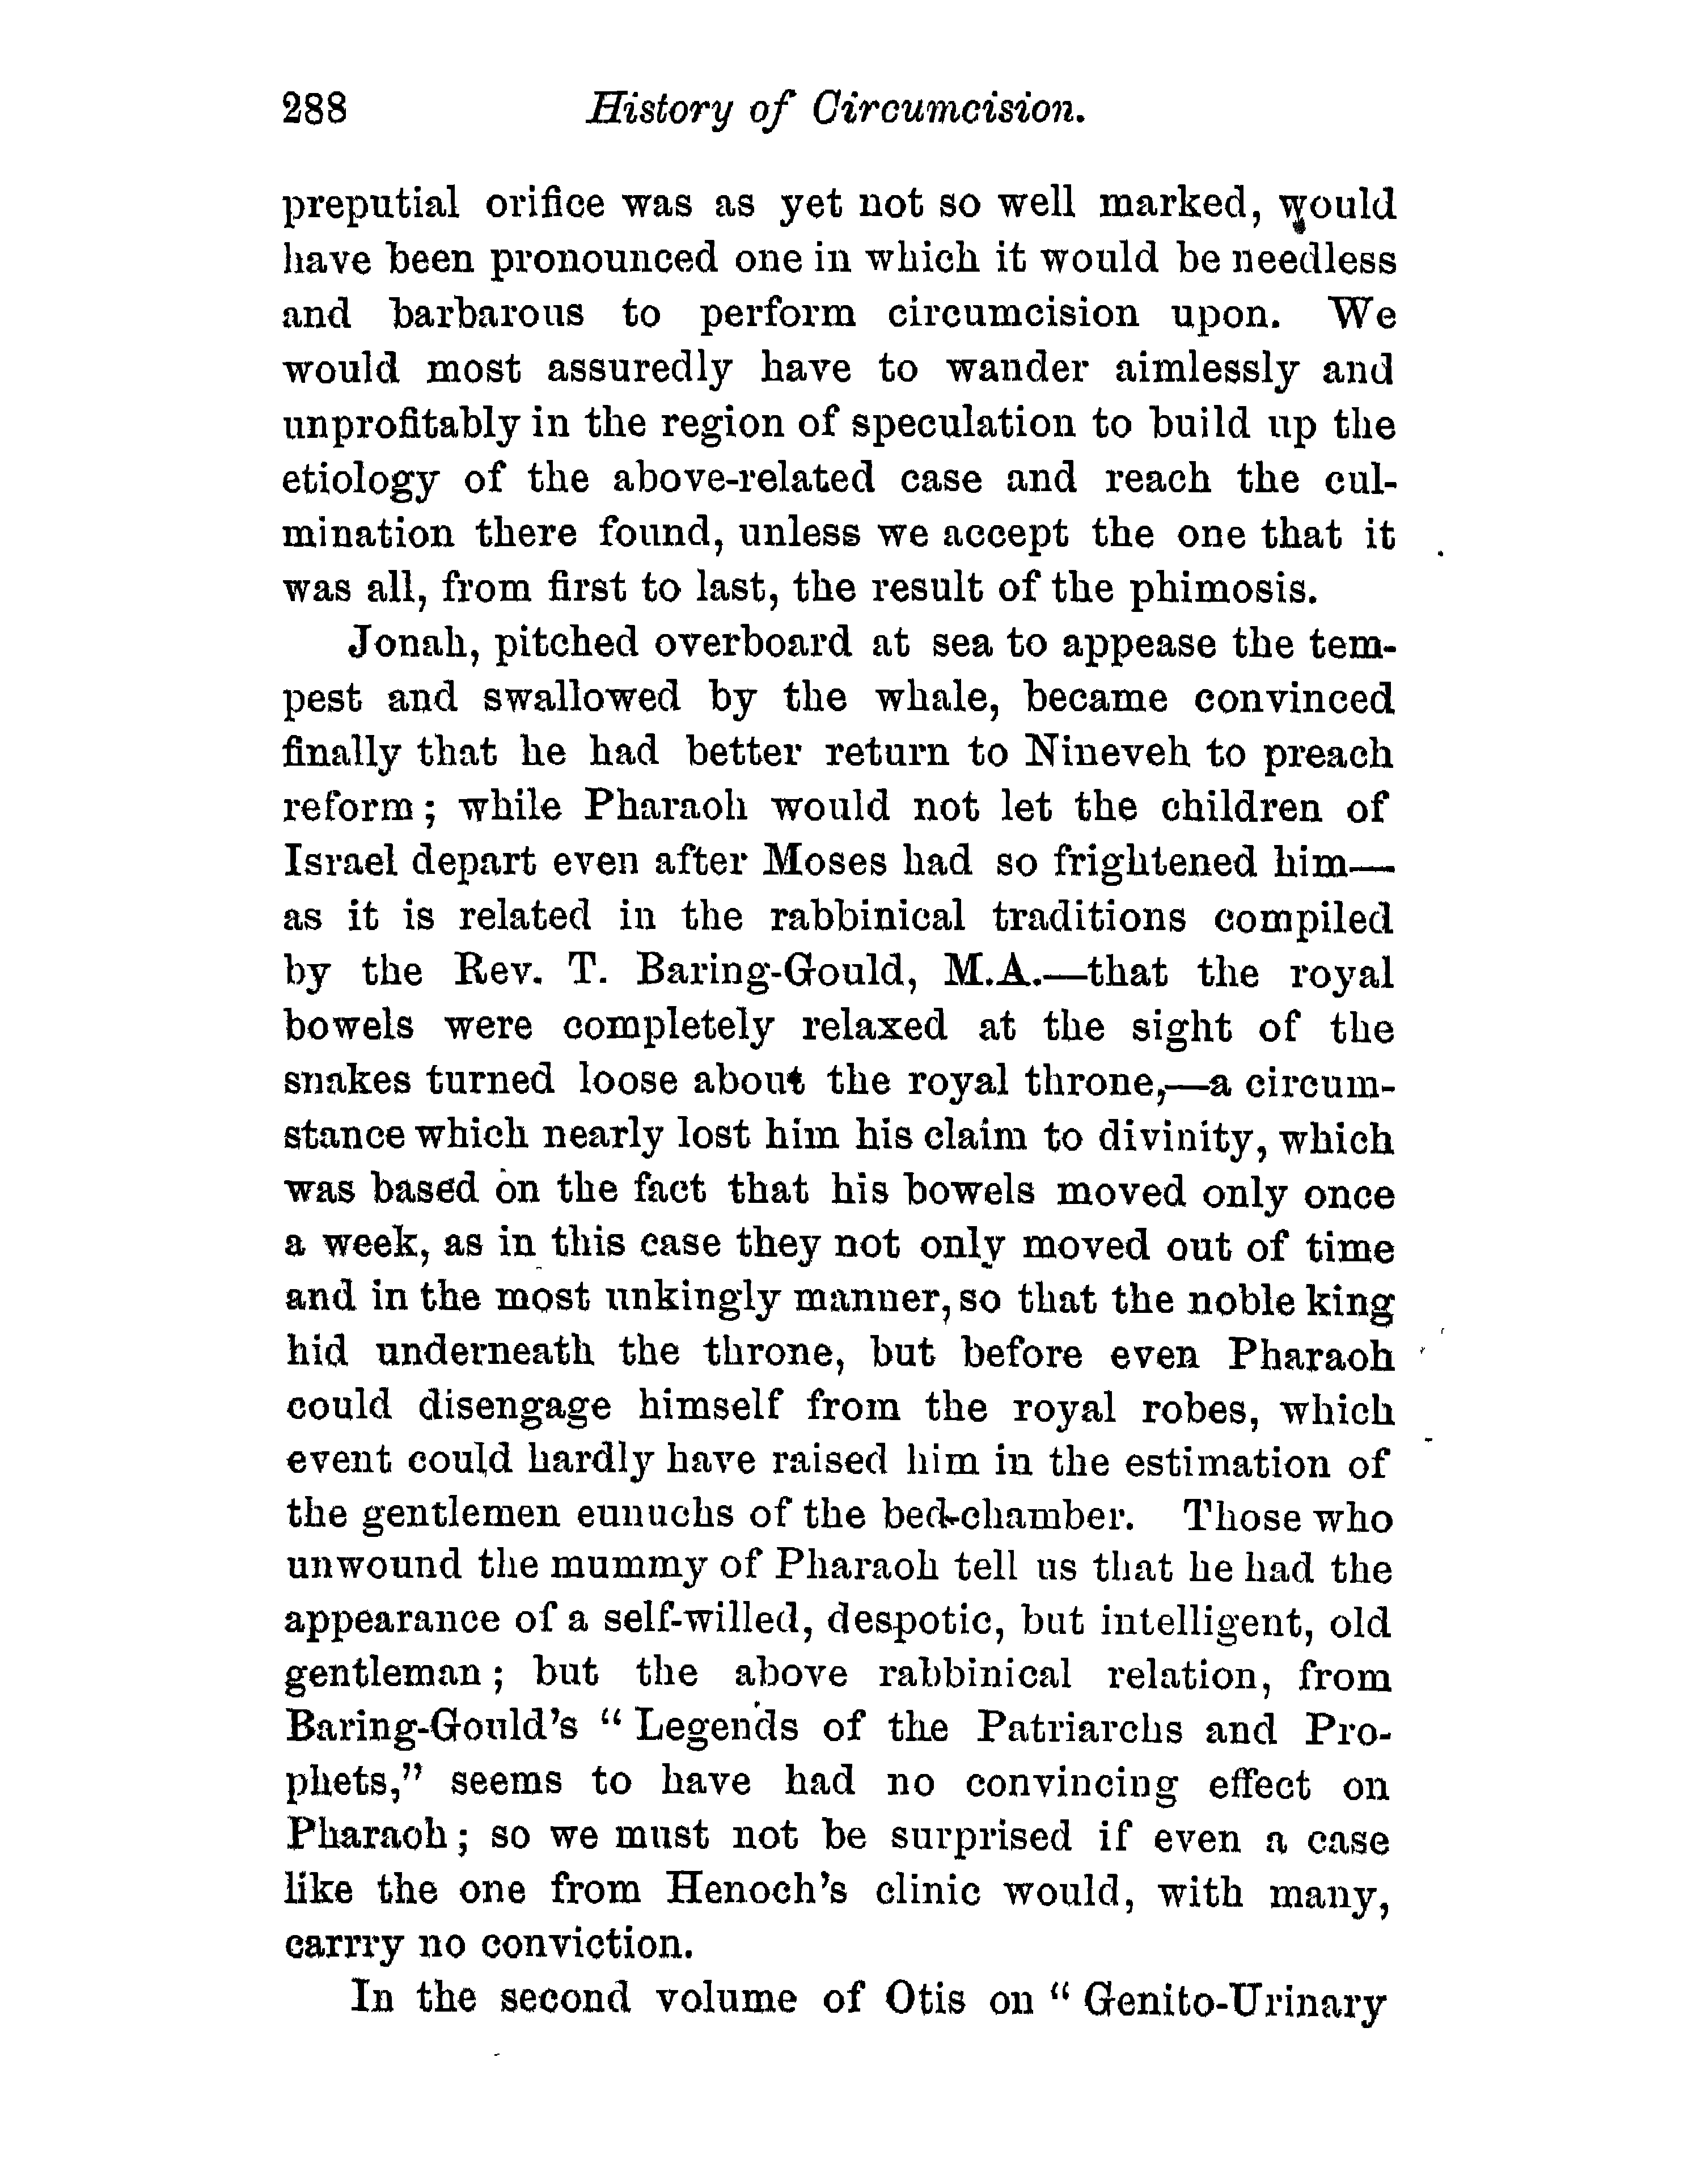 288 History of Circumcision.
preputial orifice was as yet not so well marked, would
have been pronounced one in which it would be needless
and barbarous to perform circumcision upon. We
would most assuredly have to wander aimlessly and
unprofitably in the region of speculation to build up the
etiology of the above-related case and reach the cul-
mination there found, unless we accept the one that it
was all, from first to last, the result of the phimosis.
Jonah, pitched overboard at sea to appease the tem-
pest and swallowed by the whale, became convinced
finally that he had better return to Nineveh to preach
reform; while Pharaoh would not let the children of
Israel depart even after Moses had so frightened him—
as it is related in the rabbinical traditions compiled
by the Rev. T. Baring-Gould, M.A.—that the royal
bowels were completely relaxed at the sight of the
snakes turned loose about the royal throne,—a circum-
stance which nearly lost him his claim to divinity, which
was based on the fact that his bowels moved only once
a week, as in this case they not only moved out of time
and in the most unkingly manner, so that the noble king
hid underneath the throne, but before even Pharaoh
could disengage himself from the royal robes, which
event could hardly have raised him in the estimation of
the gentlemen eunuchs of the bed-chamber. Those who
unwound the mummy of Pharaoh tell us that he had the
appearance of a self-willed, despotic, but intelligent, old
gentleman; but the above rabbinical relation, from
Baring-Gould's "Legends of the Patriarchs and Pro-
phets," seems to have had no convincing effect on
Pharaoh; so we must not be surprised if even a case
like the one from Henoch's clinic would, with many,
carrry no conviction.
In the second volume of Otis on "Genito-Urinary